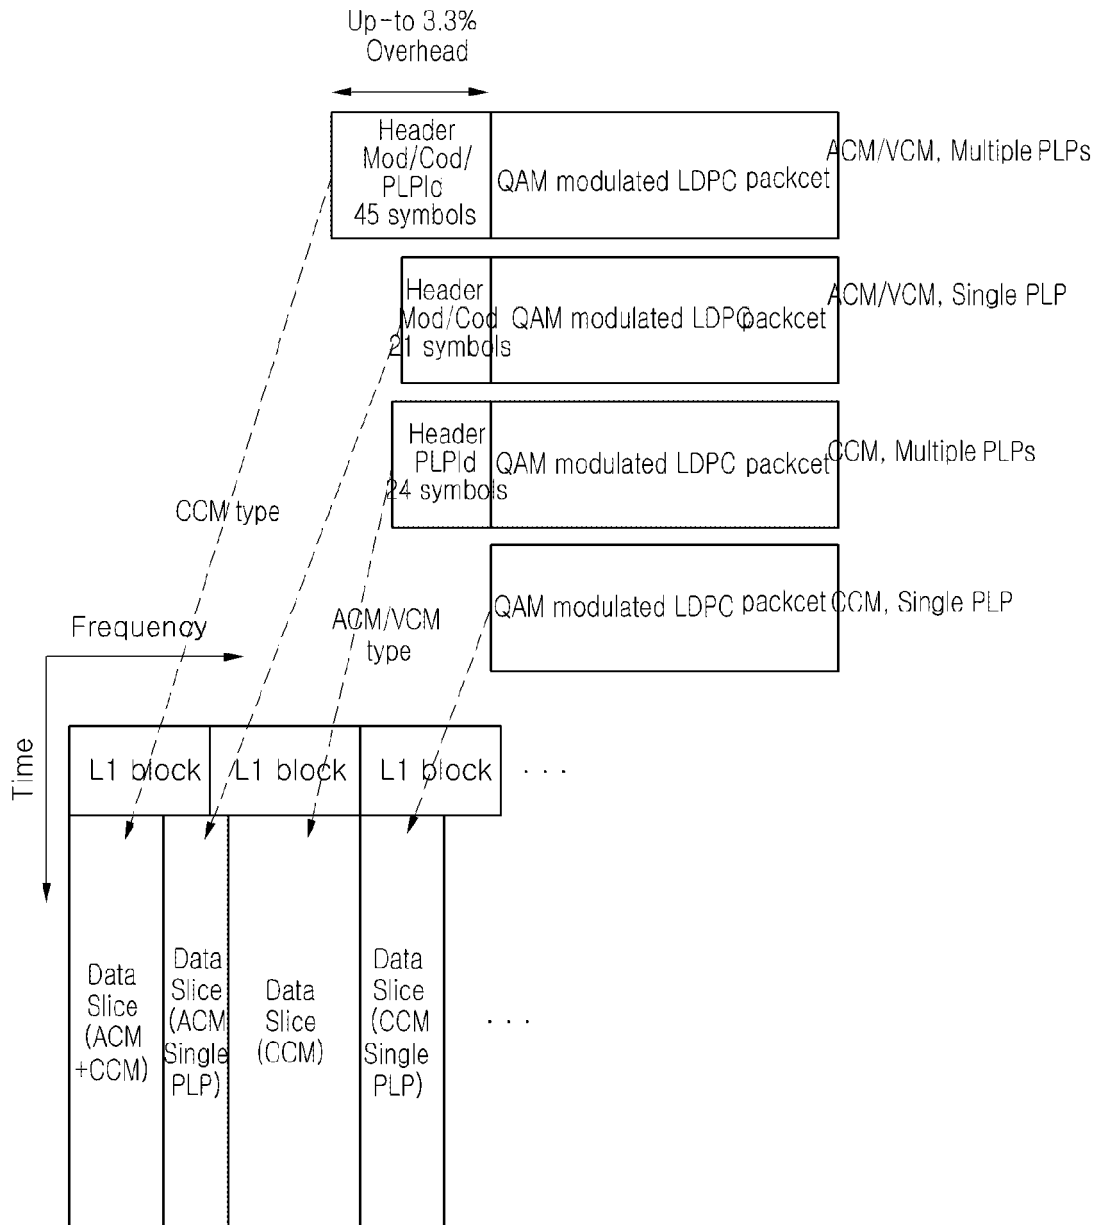 Up-to 3.3%
Overhead
Header
Mod/Cod/
PLPId
45 symbols
QAM modulated LDPC packcet
ACM/VCM, Multiple PLPs
Header
Mod/Cod
21 symbols
QAM modulated LDPC packcet
ACM/VCM, Single PLP
Header
PLPId
24 symbols
QAM modulated LDPC packcet
CCM, Multiple PLPs
CCM type
QAM modulated LDPC packcet
CCM, Single PLP
ACM/VCM
type
Frequency
Time
L1 block
L1 block
L1 block
. . .
Data
Slice
(ACM
+CCM)
Data
Slice
(ACM
Single
PLP)
Data
Slice
(CCM)
Data
Slice
(CCM
Single
PLP)
. . .